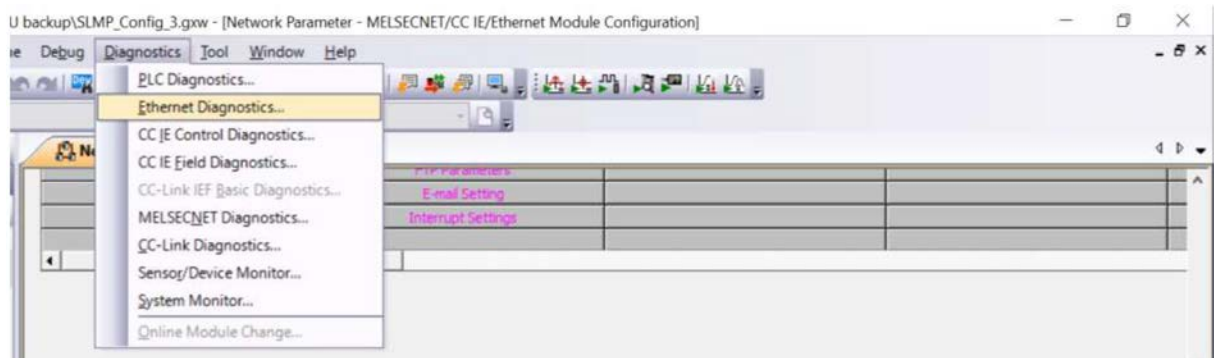 U backup\SLMP_Config_3.gxw - [Network Parameter - MELSECNET/CC IE/Ethernet Module Configuration]
Debug Diagnostics Tool Window Help
PLC Diagnostics...
Ethernet Diagnostics...
CC IE Control Diagnostics...
CC IE Field Diagnostics...
CC-Link IEF Basic Diagnostics...
MELSECNET Diagnostics...
CC-Link Diagnostics...
Sensor/Device Monitor...
System Monitor...
Online Module Change...
FTP Parameters
E-mail Setting
Interrupt Settings